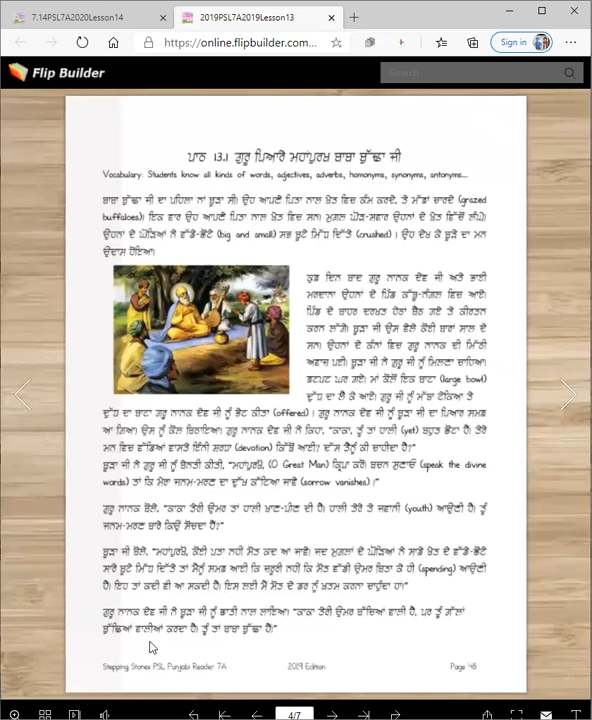 7.14PSL7A2020Lesson14
2019PSL7A2019Lesson13
https://online.flipbuilder.com...
Sign in
Flip Builder
Search
ਪਾਠ 13.1 ਗੁਰੂ ਪਿਆਰੇ ਮਹਾਂਪੁਰਖ ਬਾਬਾ ਬੁੱਢਾ ਜੀ
Vocabulary: Students know all kinds of words, adjectives, adverbs, homonyms, synonyms, antonyms...
ਬਾਬਾ ਬੁੱਢਾ ਜੀ ਦਾ ਪਹਿਲਾ ਨਾਂ ਬੂੜਾ ਸੀ। ਉਹ ਆਪਣੇ ਪਿਤਾ ਨਾਲ ਖੇਤ ਵਿਚ ਕੰਮ ਕਰਦੇ, ਤੇ ਮੱਝਾਂ ਚਾਰਦੇ (grazed
buffaloes)। ਇਕ ਵਾਰ ਉਹ ਆਪਣੇ ਪਿਤਾ ਨਾਲ ਖੇਤ ਵਿਚ ਸਨ। ਮੁਗ਼ਲ ਘੋੜ-ਸਵਾਰ ਉਹਨਾਂ ਦੇ ਖੇਤ ਵਿੱਚੋਂ ਲੰਘੇ।
ਉਹਨਾਂ ਦੇ ਘੋੜਿਆਂ ਨੇ ਵੱਡੇ-ਛੋਟੇ (big and small) ਸਭ ਬੂਟੇ ਮਿੱਧ ਦਿੱਤੇ (crushed) । ਉਹ ਦੇਖ ਕੇ ਬੂੜੇ ਦਾ ਮਨ
ਉਦਾਸ ਹੋਇਆ।
ਕੁਝ ਦਿਨ ਬਾਦ ਗੁਰੂ ਨਾਨਕ ਦੇਵ ਜੀ ਅਤੇ ਭਾਈ
ਮਰਦਾਨਾ ਉਹਨਾਂ ਦੇ ਪਿੰਡ ਕੱਥੂ-ਨੰਗਲ ਵਿਚ ਆਏ।
ਪਿੰਡ ਦੇ ਬਾਹਰ ਦਰਖ਼ਤ ਹੇਠਾਂ ਬੈਠ ਗਏ ਤੇ ਕੀਰਤਨ
ਕਰਨ ਲੱਗੇ। ਬੂੜਾ ਜੀ ਉਸ ਵੇਲੇ ਕੋਈ ਬਾਰਾਂ ਸਾਲ ਦੇ
ਸਨ। ਉਹਨਾਂ ਦੇ ਕੰਨਾਂ ਵਿਚ ਗੁਰੂ ਨਾਨਕ ਦੀ ਮਿੱਠੀ
ਅਵਾਜ਼ ਪਈ। ਬੂੜਾ ਜੀ ਨੇ ਗੁਰੂ ਜੀ ਨੂੰ ਮਿਲਣਾ ਚਾਹਿਆ।
ਝਟਪਟ ਘਰ ਗਏ। ਮਾਂ ਕੋਲੋਂ ਇਕ ਬਾਟਾ (large bowl)
ਦੁੱਧ ਦਾ ਲੈ ਕੇ ਆਏ। ਗੁਰੂ ਜੀ ਨੂੰ ਮੱਥਾ ਟੇਕਿਆ ਤੇ
ਦੁੱਧ ਦਾ ਬਾਟਾ ਗੁਰੂ ਨਾਨਕ ਦੇਵ ਜੀ ਨੂੰ ਭੇਟ ਕੀਤਾ (offered)। ਗੁਰੂ ਨਾਨਕ ਦੇਵ ਜੀ ਨੂੰ ਬੂੜਾ ਜੀ ਦਾ ਪਿਆਰ ਸਮਝ
ਆ ਗਿਆ। ਉਸ ਨੂੰ ਕੋਲ ਬਿਠਾਇਆ। ਗੁਰੂ ਨਾਨਕ ਦੇਵ ਜੀ ਨੇ ਕਿਹਾ, "ਕਾਕਾ, ਤੂੰ ਤਾਂ ਹਾਲੀ (yet) ਬਹੁਤ ਛੋਟਾ ਹੈਂ। ਤੇਰੇ
ਮਨ ਵਿਚ ਵੱਡਿਆਂ ਵਾਸਤੇ ਇੰਨੀ ਸ਼ਰਧਾ (devotion) ਕਿੱਥੋਂ ਆਈ? ਦੱਸ ਤੈਨੂੰ ਕੀ ਚਾਹੀਦਾ ਹੈ?"
ਬੂੜਾ ਜੀ ਨੇ ਗੁਰੂ ਜੀ ਨੂੰ ਬੇਨਤੀ ਕੀਤੀ, "ਮਹਾਂਪੁਰਖੋ, (O Great Man) ਕ੍ਰਿਪਾ ਕਰੋ। ਬਚਨ ਸੁਣਾਓ (speak the divine
words) ਤਾਂ ਕਿ ਮੇਰਾ ਜਨਮ-ਮਰਣ ਦਾ ਦੁੱਖ ਕੱਟਿਆ ਜਾਵੇ (sorrow vanishes)।"
ਗੁਰੂ ਨਾਨਕ ਬੋਲੇ, "ਕਾਕਾ ਤੇਰੀ ਉਮਰ ਤਾਂ ਹਾਲੀ ਖਾਣ-ਪੀਣ ਦੀ ਹੈ। ਹਾਲੀ ਤੇਰੇ ਤੇ ਜਵਾਨੀ (youth) ਆਉਣੀ ਹੈ। ਤੂੰ
ਜਨਮ-ਮਰਣ ਬਾਰੇ ਕਿਉਂ ਸੋਚਦਾ ਹੈ?"
ਬੂੜਾ ਜੀ ਬੋਲੇ, "ਮਹਾਂਪੁਰਖੋ, ਕੋਈ ਪਤਾ ਨਹੀਂ ਮੌਤ ਕਦ ਆ ਜਾਵੇ। ਜਦ ਮੁਗ਼ਲਾਂ ਦੇ ਘੋੜਿਆਂ ਨੇ ਸਾਡੇ ਖੇਤ ਦੇ ਵੱਡੇ-ਛੋਟੇ
ਸਾਰੇ ਬੂਟੇ ਮਿੱਧ ਦਿੱਤੇ ਤਾਂ ਮੈਨੂੰ ਸਮਝ ਆਈ ਕਿ ਜ਼ਰੂਰੀ ਨਹੀਂ ਕਿ ਮੌਤ ਵੱਡੀ ਉਮਰ ਬਿਤਾ ਕੇ ਹੀ (spending) ਆਉਣੀ
ਹੈ। ਇਹ ਤਾਂ ਕਦੀ ਵੀ ਆ ਸਕਦੀ ਹੈ। ਇਸ ਲਈ ਮੈਂ ਮੌਤ ਦੇ ਡਰ ਨੂੰ ਖ਼ਤਮ ਕਰਨਾ ਚਾਹੁੰਦਾ ਹਾਂ।"
ਗੁਰੂ ਨਾਨਕ ਦੇਵ ਜੀ ਨੇ ਬੂੜਾ ਜੀ ਨੂੰ ਛਾਤੀ ਨਾਲ ਲਾਇਆ। "ਕਾਕਾ ਤੇਰੀ ਉਮਰ ਬੱਚਿਆਂ ਵਾਲੀ ਹੈ, ਪਰ ਤੂੰ ਗੱਲਾਂ
ਬੁੱਢਿਆਂ ਵਾਲੀਆਂ ਕਰਦਾ ਹੈਂ। ਤੂੰ ਤਾਂ ਬਾਬਾ ਬੁੱਢਾ ਹੈਂ।"
Stepping Stones PSL Punjabi Reader 7A 2019 Edition Page 48
4/7